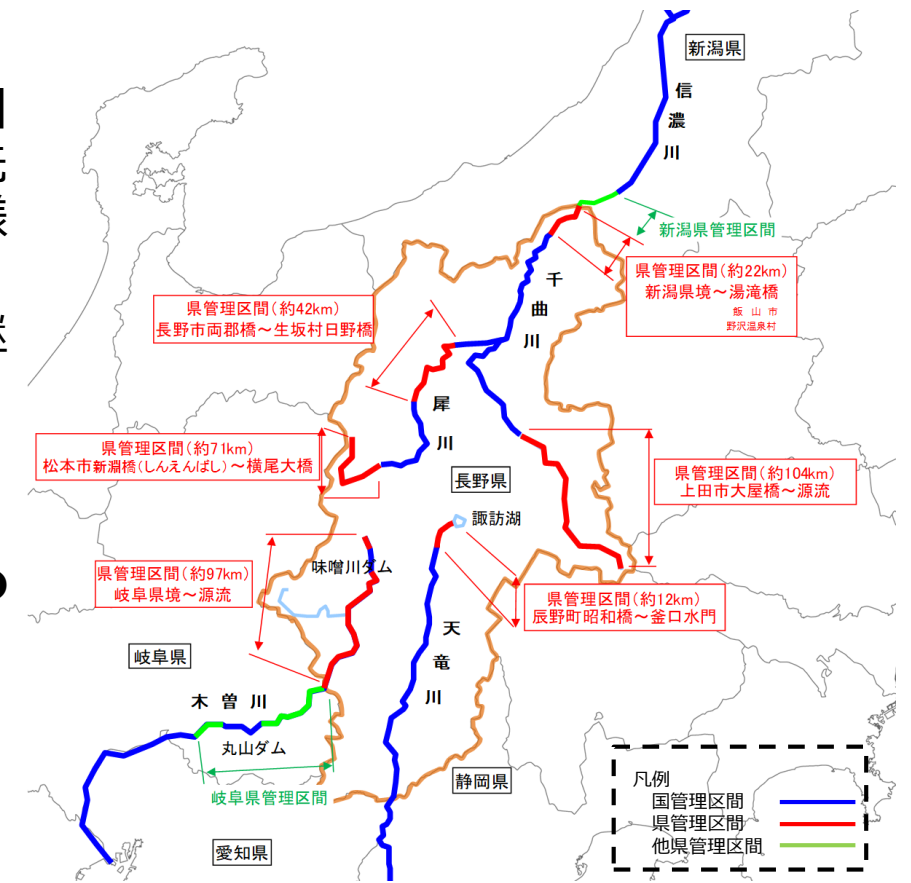 新潟県
信濃川
新潟県管理区間
県管理区間(約22km)
新潟県境～湯滝橋
飯山市
野沢温泉村
千曲川
県管理区間(約42km)
長野市両郡橋～生坂村日野橋
犀川
県管理区間(約71km)
松本市新淵橋(しんえんばし)～横尾大橋
長野県
県管理区間(約104km)
上田市大屋橋～源流
諏訪湖
味噌川ダム
県管理区間(約97km)
岐阜県境～源流
県管理区間(約12km)
辰野町昭和橋～釜口水門
天竜川
岐阜県
木曽川
丸山ダム
岐阜県管理区間
静岡県
愛知県
凡例
国管理区間
県管理区間
他県管理区間